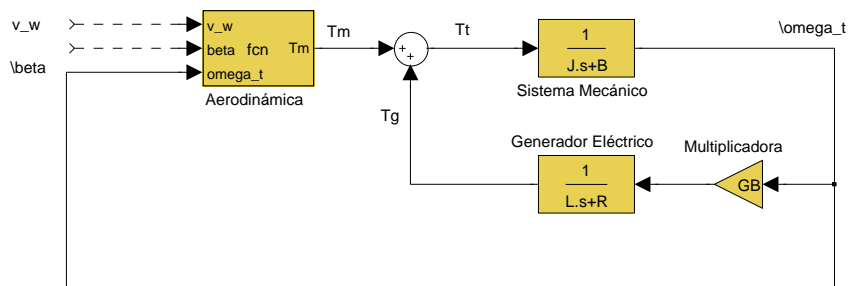 v_w
\beta
v_w
beta fcn Tm
omega_t
Aerodinámica
Tm
+
+
Tt
1
J.s+B
Sistema Mecánico
\omega_t
Tg
Generador Eléctrico
1
L.s+R
Multiplicadora
GB